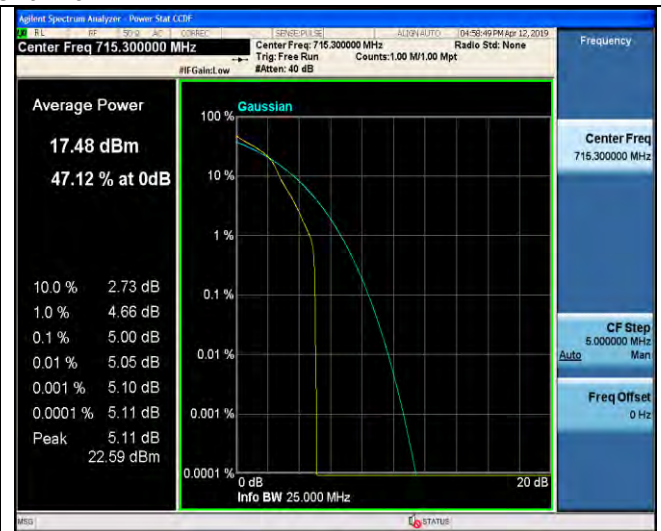 Agilent Spectrum Analyzer - Power Stat CCDF
RL RF 50 Ω AC CORREC SENSE:PULSE ALIGN AUTO 04:58:49 PM Apr 12, 2019
Center Freq 715.300000 MHz
Center Freq: 715.300000 MHz Radio Std: None
Trig: Free Run Counts:1.00 M/1.00 Mpt
#IFGain:Low #Atten: 40 dB
Frequency
Average Power
17.48 dBm
47.12 % at 0dB
10.0 % 2.73 dB
1.0 % 4.66 dB
0.1 % 5.00 dB
0.01 % 5.05 dB
0.001 % 5.10 dB
0.0001 % 5.11 dB
Peak 5.11 dB
22.59 dBm
Gaussian
100 %
10 %
1 %
0.1 %
0.01 %
0.001 %
0.0001 %
0 dB 20 dB
Info BW 25.000 MHz
Center Freq
715.300000 MHz
CF Step
5.000000 MHz
Auto Man
Freq Offset
0 Hz
MSG STATUS